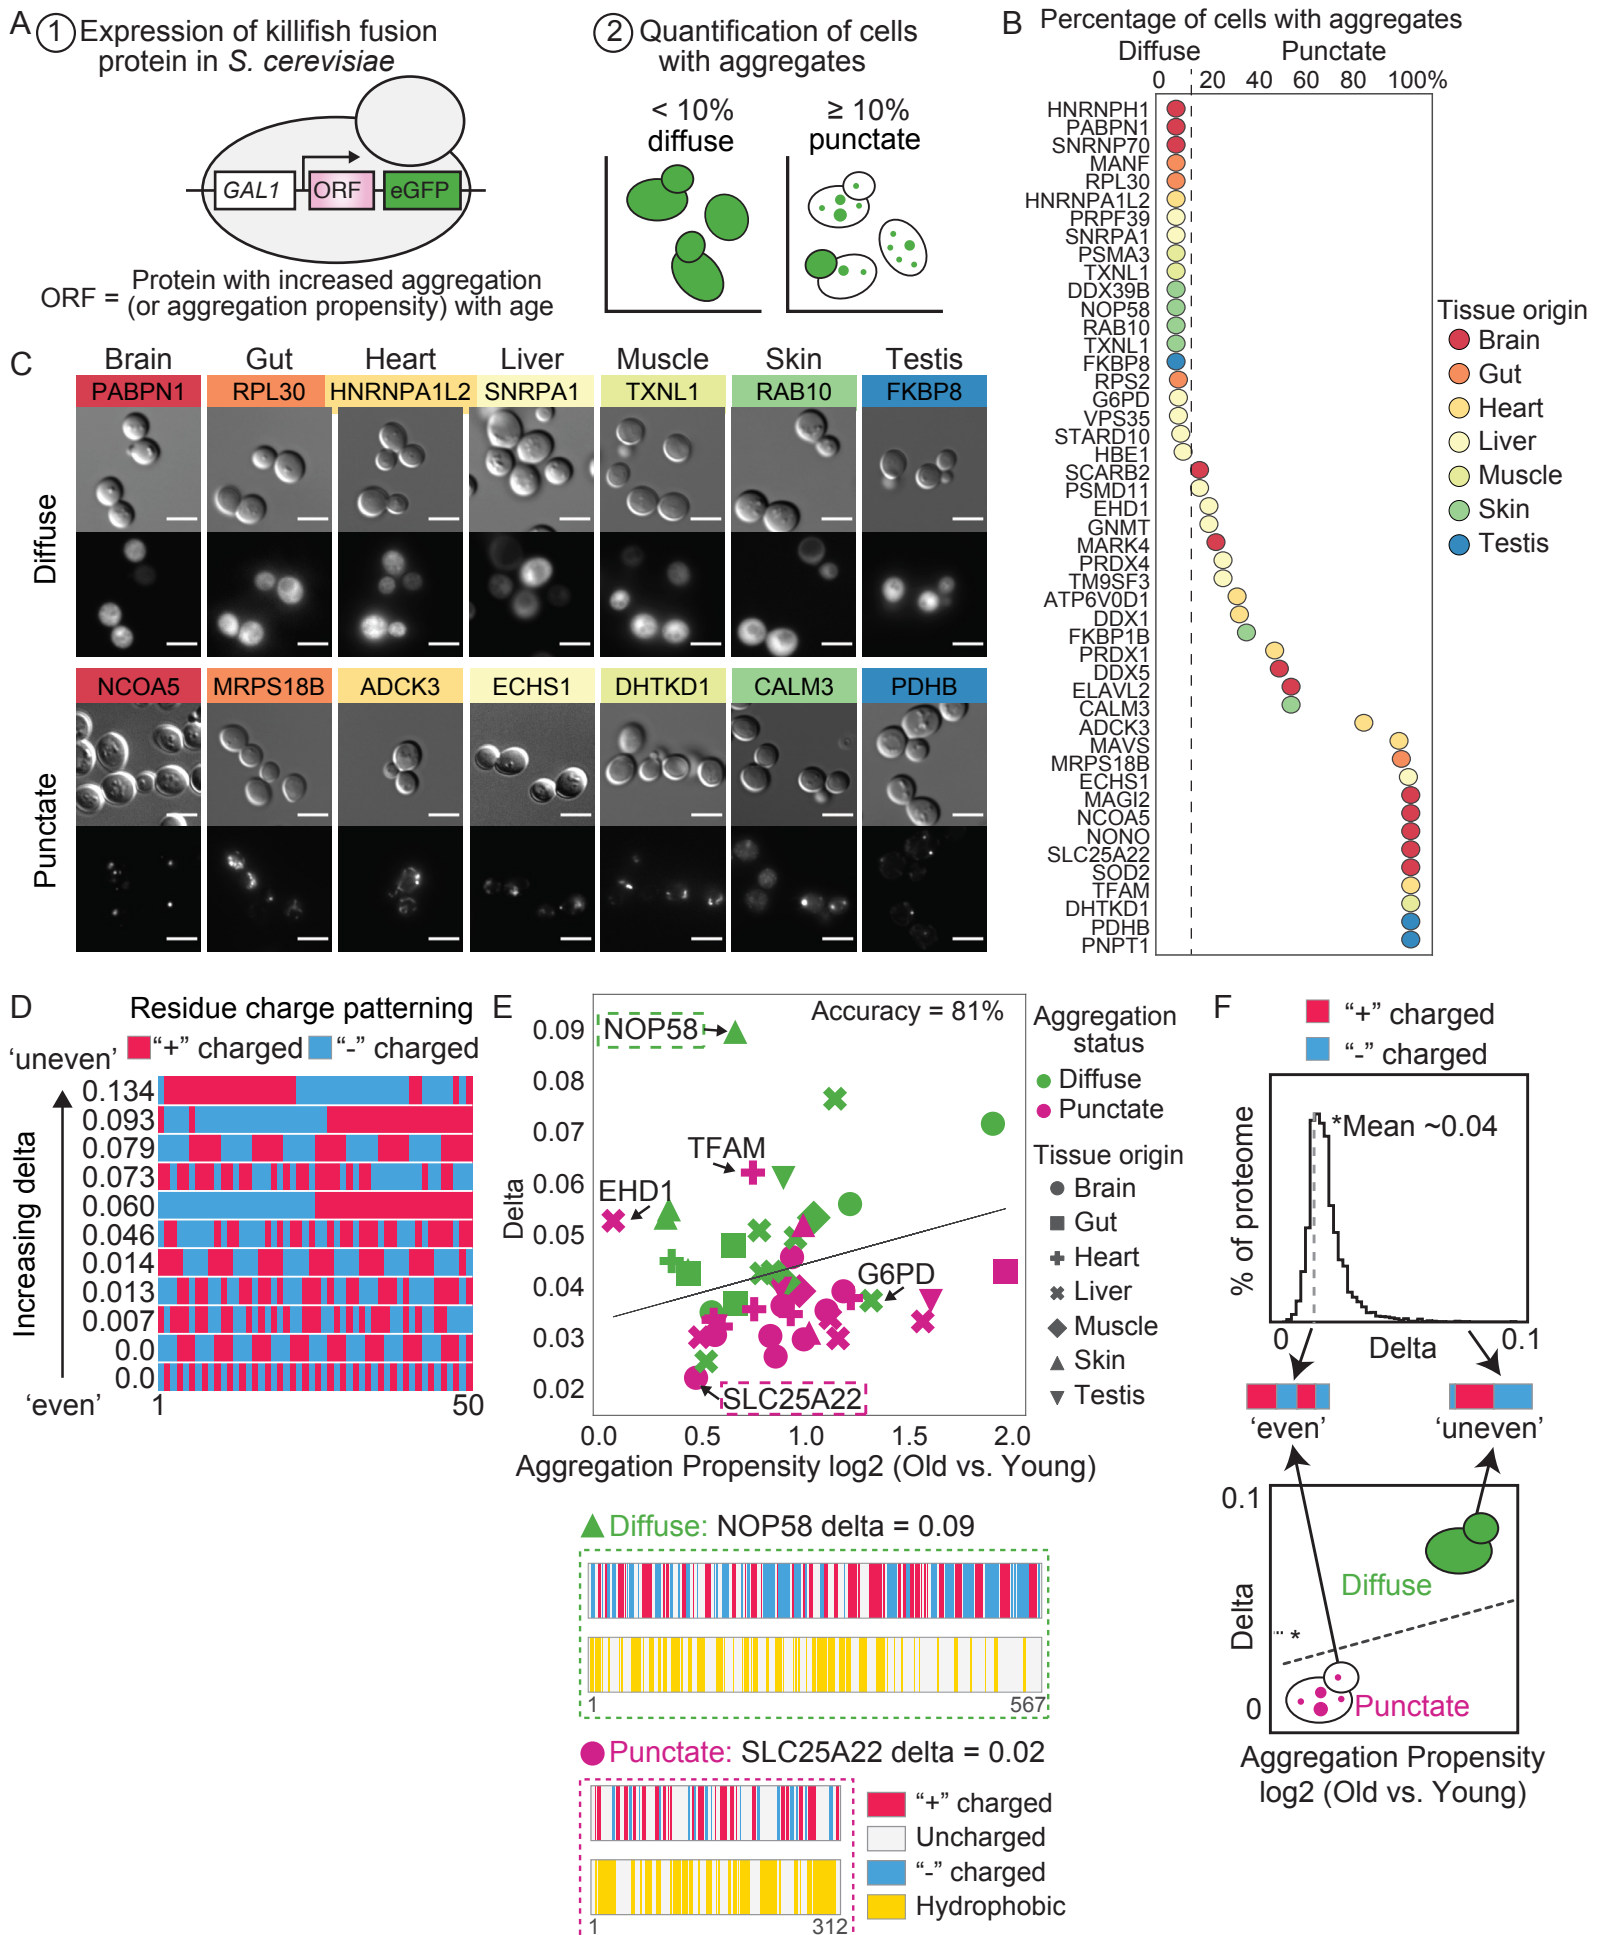 A
1 Expression of killifish fusion
protein in S. cerevisiae
GAL1
ORF
eGFP
ORF = Protein with increased aggregation
(or aggregation propensity) with age
2 Quantification of cells
with aggregates
< 10%
diffuse
≥ 10%
punctate
B
Percentage of cells with aggregates
Diffuse
Punctate
0 20 40 60 80 100%
HNRNPH1
PABPN1
SNRNP70
MANF
RPL30
HNRNPA1L2
PRPF39
SNRPA1
PSMA3
TXNL1
DDX39B
NOP58
RAB10
TXNL1
FKBP8
RPS2
G6PD
VPS35
STARD10
HBE1
SCARB2
PSMD11
EHD1
GNMT
MARK4
PRDX4
TM9SF3
ATP6V0D1
DDX1
FKBP1B
PRDX1
DDX5
ELAVL2
CALM3
ADCK3
MAVS
MRPS18B
ECHS1
MAGI2
NCOA5
NONO
SLC25A22
SOD2
TFAM
DHTKD1
PDHB
PNPT1
Tissue origin
Brain
Gut
Heart
Liver
Muscle
Skin
Testis
C
Brain Gut Heart Liver Muscle Skin Testis
PABPN1 RPL30 HNRNPA1L2 SNRPA1 TXNL1 RAB10 FKBP8
Diffuse
NCOA5 MRPS18B ADCK3 ECHS1 DHTKD1 CALM3 PDHB
Punctate
D
Residue charge patterning
"+" charged "-" charged
'uneven'
0.134
0.093
0.079
0.073
0.060
0.046
0.014
0.013
0.007
0.0
0.0
'even'
Increasing delta
1 50
E
Accuracy = 81%
NOP58
TFAM
EHD1
G6PD
SLC25A22
0.09
0.08
0.07
0.06
0.05
0.04
0.03
0.02
Delta
0.0 0.5 1.0 1.5 2.0
Aggregation Propensity log2 (Old vs. Young)
Aggregation
status
Diffuse
Punctate
Tissue origin
Brain
Gut
Heart
Liver
Muscle
Skin
Testis
Diffuse: NOP58 delta = 0.09
1 567
Punctate: SLC25A22 delta = 0.02
1 312
"+" charged
Uncharged
"-" charged
Hydrophobic
F
"+" charged
"-" charged
% of proteome
*Mean ~0.04
0 Delta 0.1
'even' 'uneven'
0.1
Delta
0
*
Diffuse
Punctate
Aggregation Propensity
log2 (Old vs. Young)